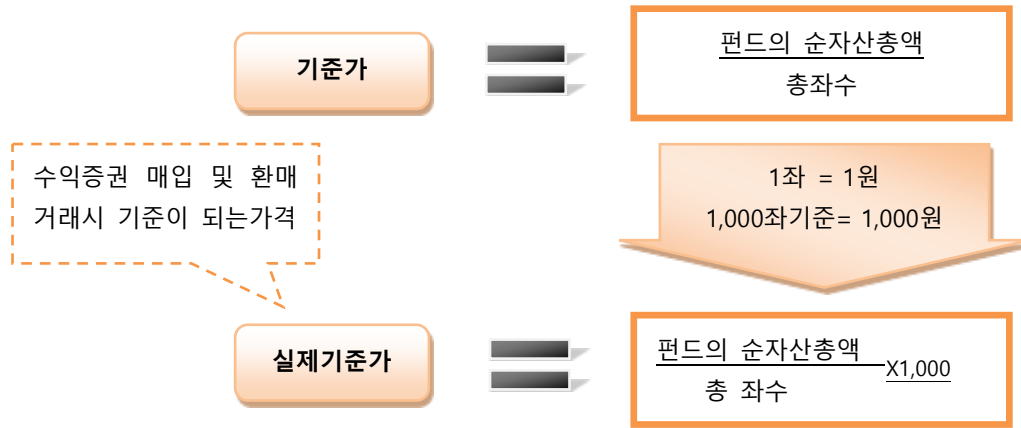 기준가
펀드의 순자산총액
총좌수
수익증권 매입 및 환매
거래시 기준이 되는가격
1좌 = 1원
1,000좌기준= 1,000원
실제기준가
펀드의 순자산총액
X1,000
총 좌수